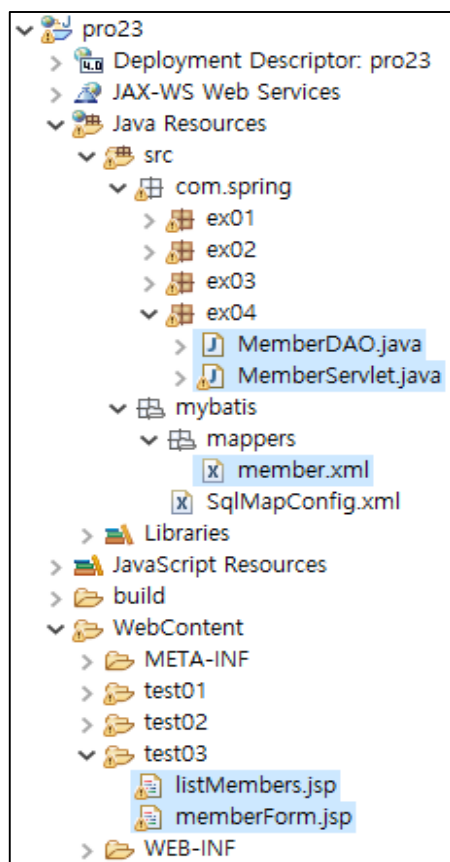 pro23
4.0 Deployment Descriptor: pro23
JAX-WS Web Services
Java Resources
src
com.spring
ex01
ex02
ex03
ex04
J MemberDAO.java
J MemberServlet.java
mybatis
mappers
x member.xml
x SqlMapConfig.xml
Libraries
JavaScript Resources
build
WebContent
META-INF
test01
test02
test03
listMembers.jsp
memberForm.jsp
WEB-INF